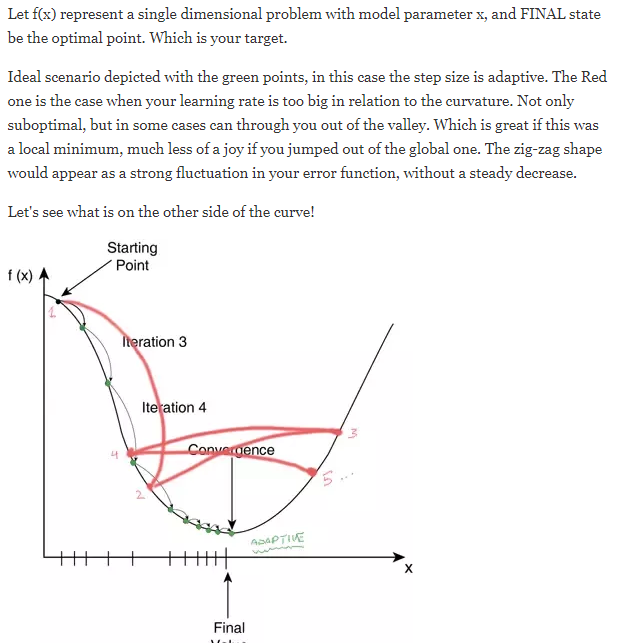 Let f(x) represent a single dimensional problem with model parameter x, and FINAL state
be the optimal point. Which is your target.
Ideal scenario depicted with the green points, in this case the step size is adaptive. The Red
one is the case when your learning rate is too big in relation to the curvature. Not only
suboptimal, but in some cases can through you out of the valley. Which is great if this was
a local minimum, much less of a joy if you jumped out of the global one. The zig-zag shape
would appear as a strong fluctuation in your error function, without a steady decrease.
Let's see what is on the other side of the curve!
Starting
Point
f (x)
1
Iteration 3
Iteration 4
3
4
Convergence
5 ...
2
ADAPTIVE
x
Final